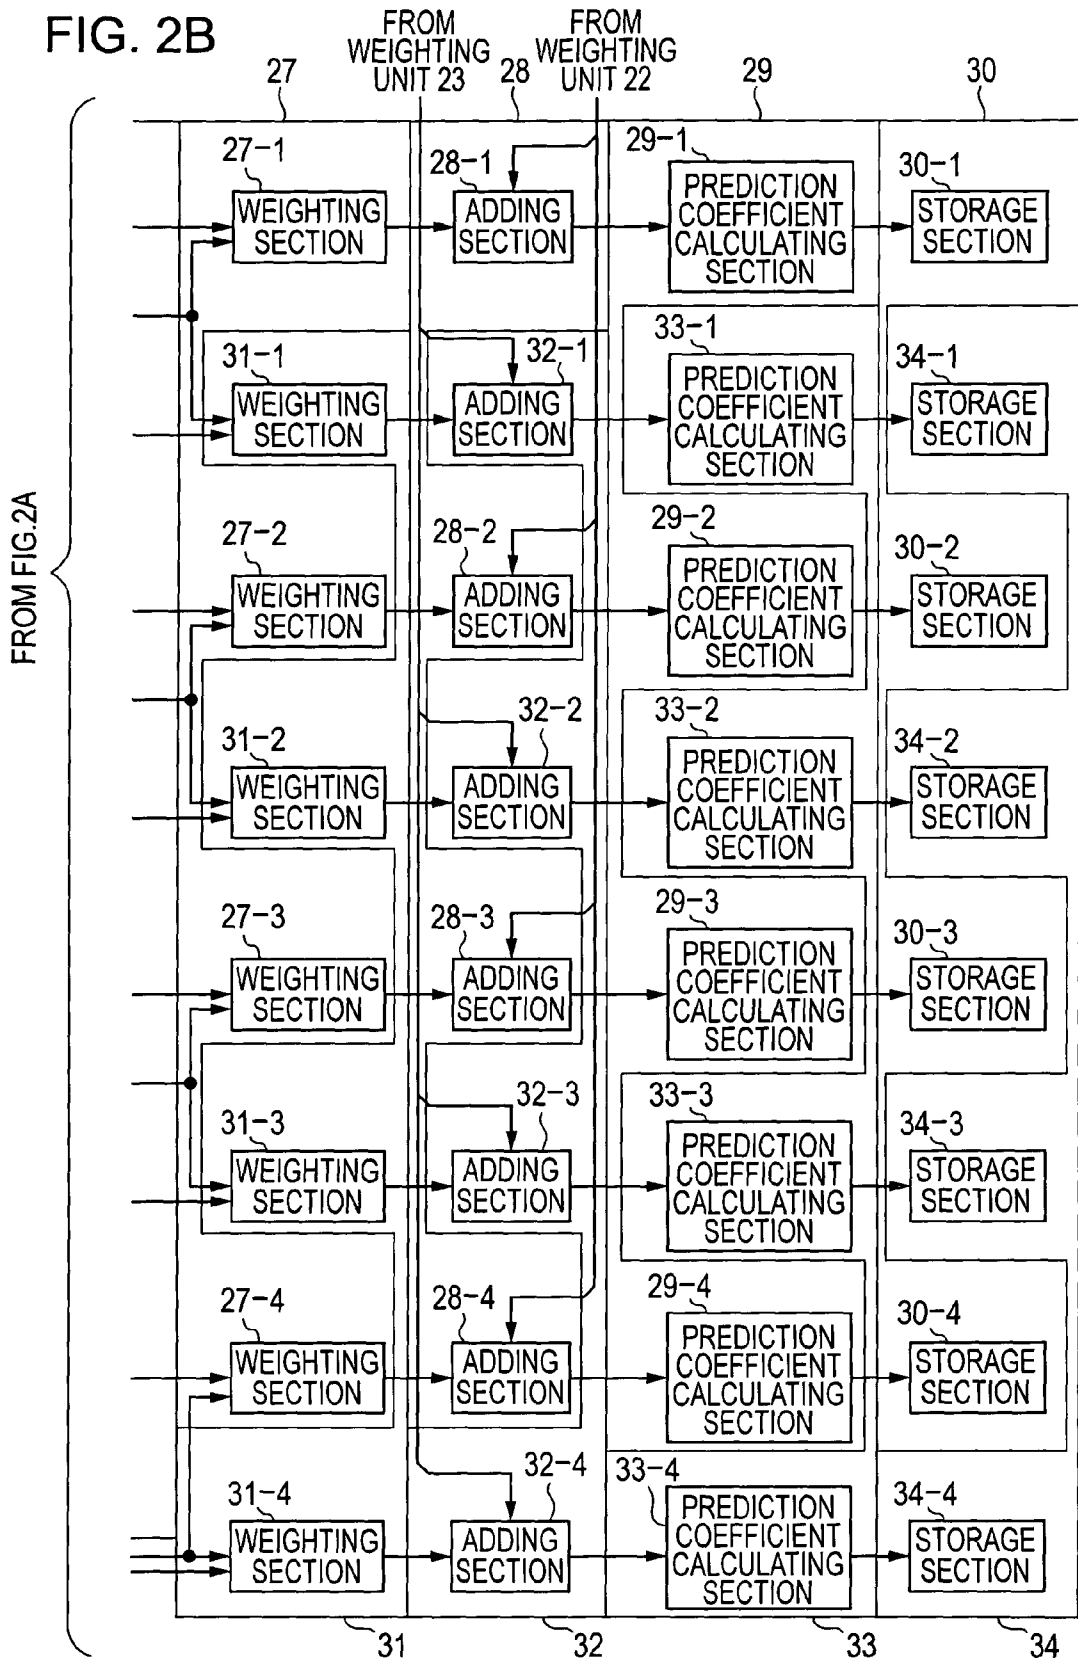 FIG. 2B
FROM
WEIGHTING
UNIT 23
FROM
WEIGHTING
UNIT 22
27
28
29
30
FROM FIG.2A
27-1
WEIGHTING
SECTION
28-1
ADDING
SECTION
29-1
PREDICTION
COEFFICIENT
CALCULATING
SECTION
30-1
STORAGE
SECTION
31-1
WEIGHTING
SECTION
32-1
ADDING
SECTION
33-1
PREDICTION
COEFFICIENT
CALCULATING
SECTION
34-1
STORAGE
SECTION
27-2
WEIGHTING
SECTION
28-2
ADDING
SECTION
29-2
PREDICTION
COEFFICIENT
CALCULATING
SECTION
30-2
STORAGE
SECTION
31-2
WEIGHTING
SECTION
32-2
ADDING
SECTION
33-2
PREDICTION
COEFFICIENT
CALCULATING
SECTION
34-2
STORAGE
SECTION
27-3
WEIGHTING
SECTION
28-3
ADDING
SECTION
29-3
PREDICTION
COEFFICIENT
CALCULATING
SECTION
30-3
STORAGE
SECTION
31-3
WEIGHTING
SECTION
32-3
ADDING
SECTION
33-3
PREDICTION
COEFFICIENT
CALCULATING
SECTION
34-3
STORAGE
SECTION
27-4
WEIGHTING
SECTION
28-4
ADDING
SECTION
29-4
PREDICTION
COEFFICIENT
CALCULATING
SECTION
30-4
STORAGE
SECTION
31-4
WEIGHTING
SECTION
32-4
ADDING
SECTION
33-4
PREDICTION
COEFFICIENT
CALCULATING
SECTION
34-4
STORAGE
SECTION
31
32
33
34